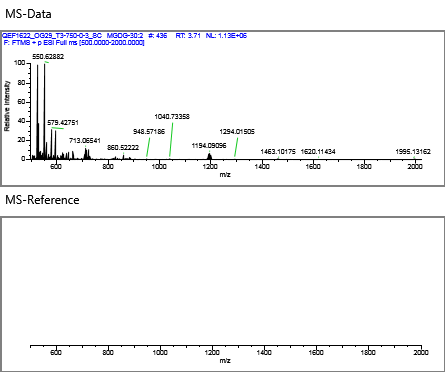 MS-Data
QEF1622_OG29_T3-750-0-3_BC MGDG-30:2 #: 436 RT: 3.71 NL: 1.13E+06
F: FTMS + p ESI Full ms [500.0000-2000.0000]
550.62882
100
80
60
40
20
0
Relative Intensity
579.42751
713.06541
860.52222
948.57186
1040.73358
1194.09096
1294.01505
1463.10175
1620.11434
1995.13162
600 800 1000 1200 1400 1600 1800 2000
m/z
MS-Reference
600 800 1000 1200 1400 1600 1800 2000
m/z